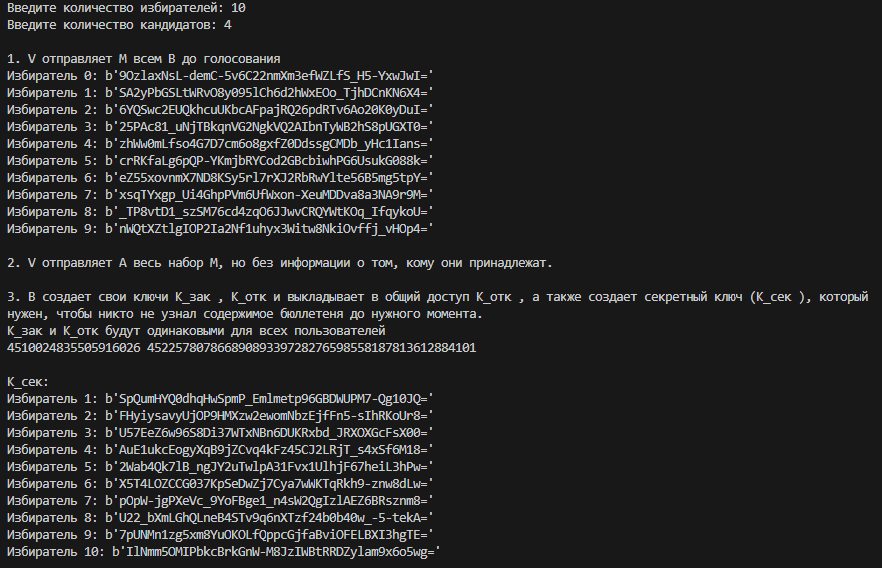 Введите количество избирателей: 10
Введите количество кандидатов: 4
1. V отправляет M всем B до голосования
Избиратель 0: b'9OzlaxNsL-demC-5v6C22nmXm3efWZLfS_H5-YxwJwI='
Избиратель 1: b'SA2yPbGSLtWRvO8y095lCh6d2hWxEOo_TjhDCnKN6X4='
Избиратель 2: b'6YQSwc2EUQkhcuUKbcAFpajRQ26pdRTv6Ao20K0yDuI='
Избиратель 3: b'25PAc81_uNjTBkqnVG2NgkVQ2AIbnTyWB2hS8pUGXT0='
Избиратель 4: b'zhWw0mLfso4G7D7cm6o8gxfZ0DdssgCMDb_yHc1Ians='
Избиратель 5: b'crRKfaLg6pQP-YKmjbRYCod2GBcbiwhPG6UsukG088k='
Избиратель 6: b'eZ55xovnmX7ND8KSy5rl7rXJ2RbRwYlte56B5mg5tpY='
Избиратель 7: b'xsqTYxgp_Ui4GhpPVm6UfWxon-XeuMDDva8a3NA9r9M='
Избиратель 8: b'_TP8vtD1_szSM76cd4zqO6JJwvCRQYWtKOq_IfqykoU='
Избиратель 9: b'nWQtXZtlgIOP2Ia2Nf1uhyx3Witw8NkiOvffj_vHOp4='
2. V отправляет A весь набор M, но без информации о том, кому они принадлежат.
3. B создает свои ключи K_зак , K_отк и выкладывает в общий доступ K_отк , а также создает секретный ключ (K_сек ), который
нужен, чтобы никто не узнал содержимое бюллетеня до нужного момента.
K_зак и K_отк будут одинаковыми для всех пользователей
4510024835505916026 45225780786689089339728276598558187813612884101
K_сек:
Избиратель 1: b'SpQumHYQ0dhqHwSpmP_Emlmetp96GBDWUPM7-Qg10JQ='
Избиратель 2: b'FHyiysavyUjOP9HMXzw2ewomNbzEjfFn5-sIhRKoUr8='
Избиратель 3: b'U57EeZ6w96S8Di37WTxNBn6DUKRxbd_JRXOXGcFsX00='
Избиратель 4: b'AuE1ukcEogyXqB9jZCvq4kFz45CJ2LRjT_s4xSf6M18='
Избиратель 5: b'2Wab4Qk7lB_ngJY2uTwlpA31Fvx1UlhjF67heiL3hPw='
Избиратель 6: b'X5T4LOZCCG037KpSeDwZj7Cya7wWKTqRkh9-znw8dLw='
Избиратель 7: b'pOpW-jgPXeVc_9YoFBge1_n4sW2QgIzlAEZ6BRsznm8='
Избиратель 8: b'U22_bXmLGhQLneB4STv9q6nXTzf24b0b40w_-5-tekA='
Избиратель 9: b'7pUNMn1zg5xm8YuOKOLfQppcGjfaBviOFELBXI3hgTE='
Избиратель 10: b'IlNmm5OMIPbkcBrkGnW-M8JzIWBtRRDZylam9x6o5wg='